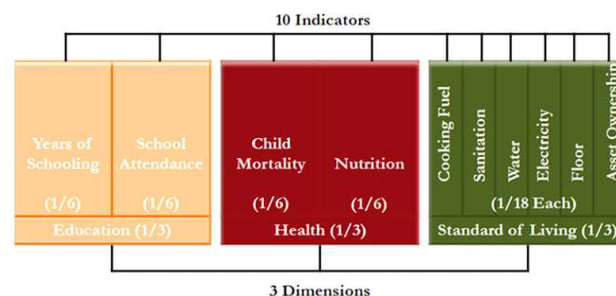 10 Indicators
Years of
Schooling
(1/6)
School
Attendance
(1/6)
Education (1/3)
Child
Mortality
(1/6)
Nutrition
(1/6)
Health (1/3)
Cooking Fuel
Sanitation
Water
Electricity
Floor
Asset Ownership
(1/18 Each)
Standard of Living (1/3)
3 Dimensions